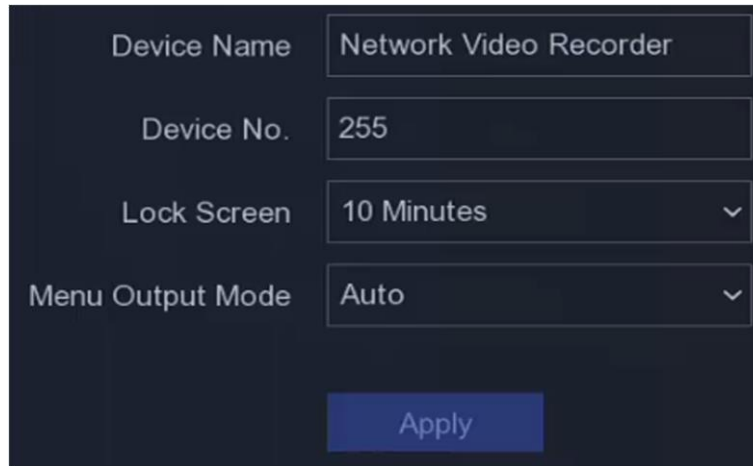 Device Name Network Video Recorder
Device No. 255
Lock Screen 10 Minutes
Menu Output Mode Auto
Apply